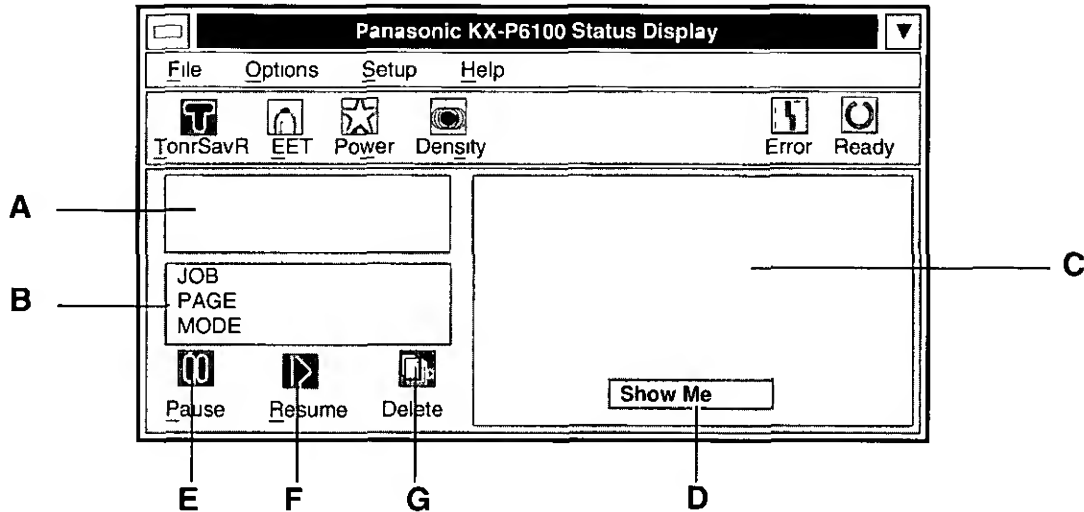 Panasonic KX-P6100 Status Display
File Options Setup Help
TonrSavR EET Power Density Error Ready
A
C
JOB
B
PAGE
MODE
Show Me
Pause Resume Delete
E F G D